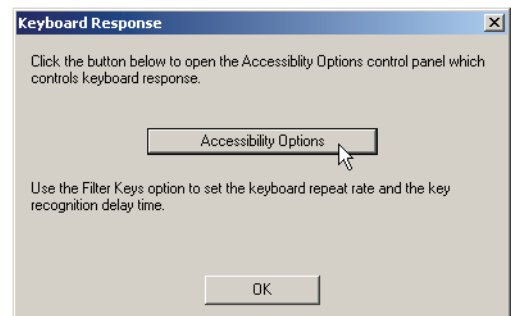 Keyboard Response
Click the button below to open the Accessiblity Options control panel which
controls keyboard response.
Accessibility Options
Use the Filter Keys option to set the keyboard repeat rate and the key
recognition delay time.
OK